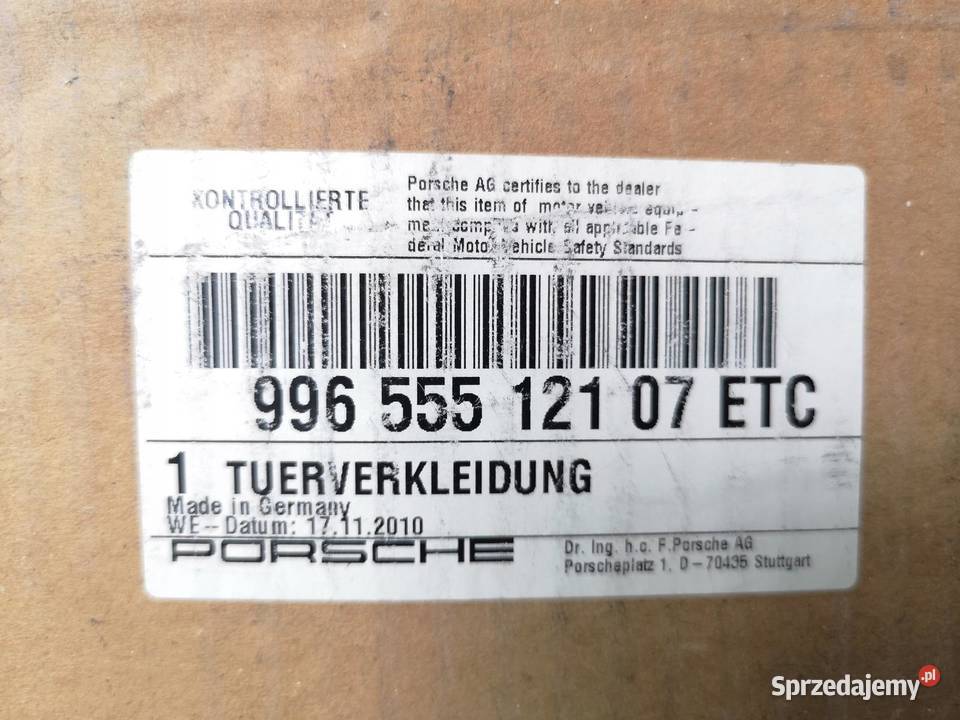 KONTROLLIERTE
QUALITÄT
Porsche AG certifies to the dealer
that this item of motor vehicle equip -
ment complies with all applicable Fe -
deral Motor Vehicle Safety Standards
996 555 121 07 ETC
1 TUERVERKLEIDUNG
Made in Germany
WE-Datum: 17.11.2010
PORSCHE
Dr. Ing. h.c. F.Porsche AG
Porscheplatz 1, D-70435 Stuttgart
Sprzedajemy.pl